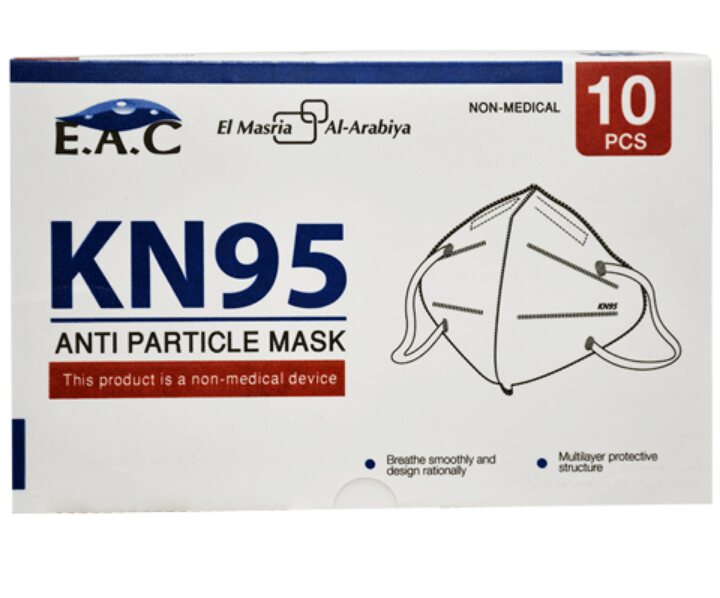 E.A.C
El Masria Al-Arabiya
NON-MEDICAL
10
PCS
KN95
ANTI PARTICLE MASK
This product is a non-medical device
KN95
Breathe smoothly and
design rationally
Multilayer protective
structure